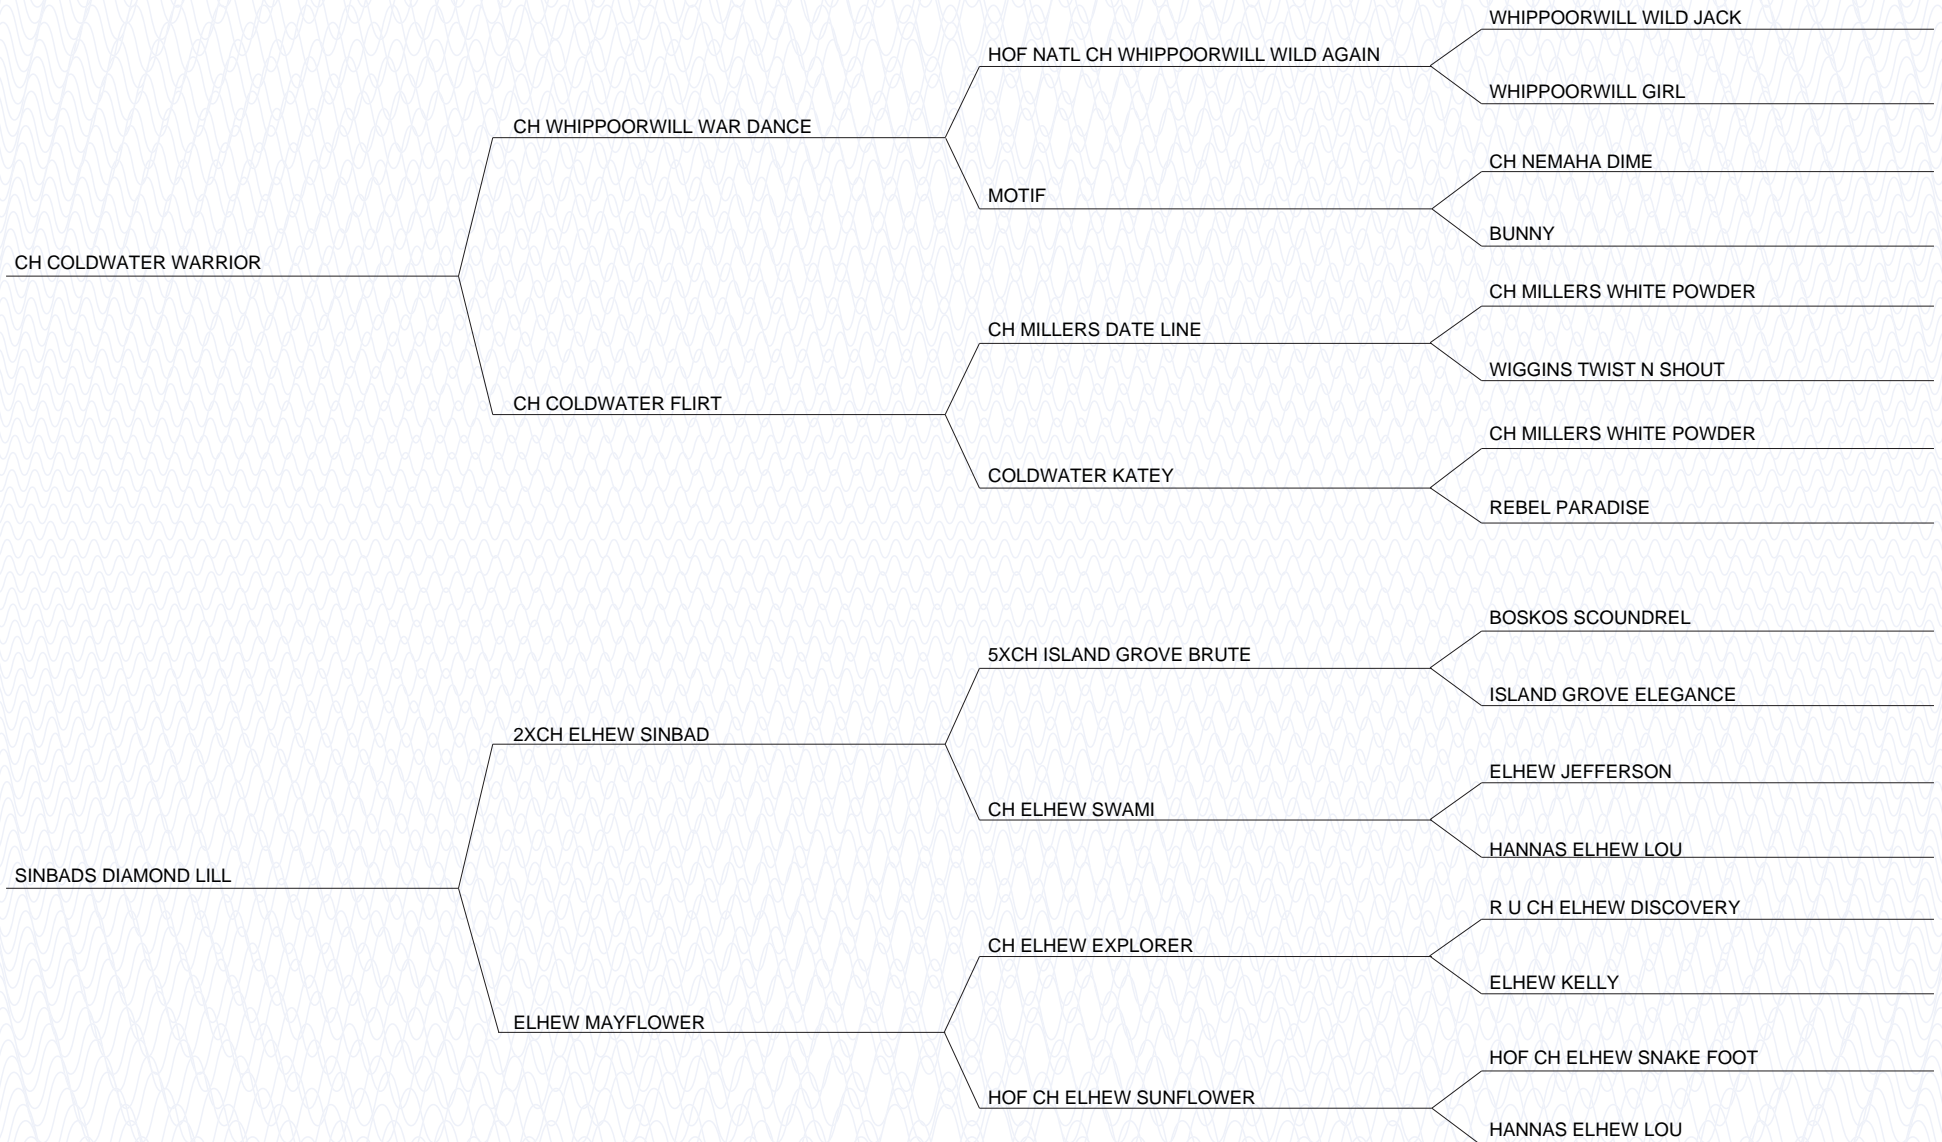 WHIPPOORWILL WILD JACK
HOF NATL CH WHIPPOORWILL WILD AGAIN
WHIPPOORWILL GIRL
CH WHIPPOORWILL WAR DANCE
CH NEMAHA DIME
MOTIF
BUNNY
CH COLDWATER WARRIOR
CH MILLERS WHITE POWDER
CH MILLERS DATE LINE
WIGGINS TWIST N SHOUT
CH COLDWATER FLIRT
CH MILLERS WHITE POWDER
COLDWATER KATEY
REBEL PARADISE
BOSKOS SCOUNDREL
5XCH ISLAND GROVE BRUTE
ISLAND GROVE ELEGANCE
2XCH ELHEW SINBAD
ELHEW JEFFERSON
CH ELHEW SWAMI
HANNAS ELHEW LOU
SINBADS DIAMOND LILL
R U CH ELHEW DISCOVERY
CH ELHEW EXPLORER
ELHEW KELLY
ELHEW MAYFLOWER
HOF CH ELHEW SNAKE FOOT
HOF CH ELHEW SUNFLOWER
HANNAS ELHEW LOU